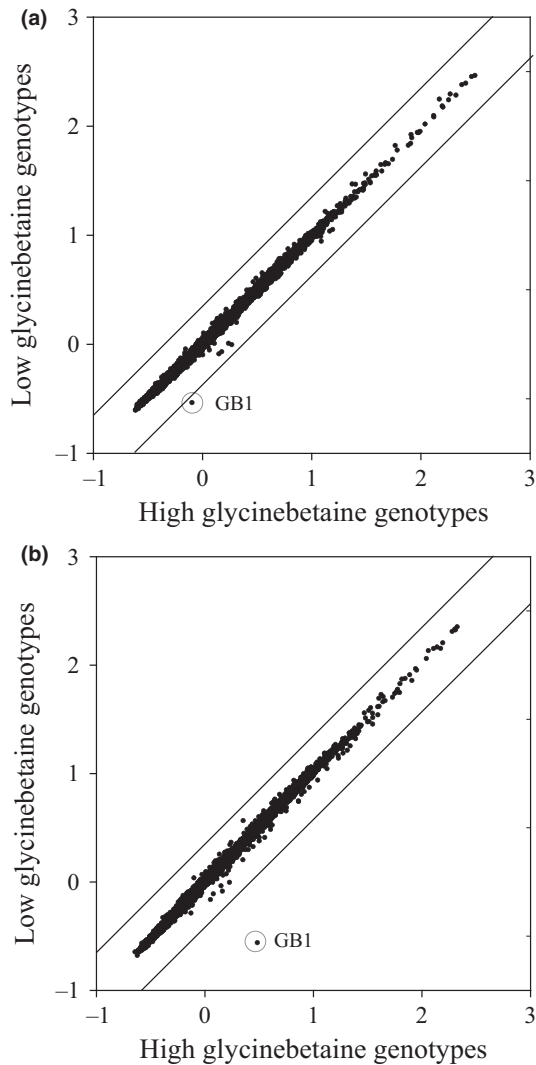 (a)
3
2
1
0
–1
Low glycinebetaine genotypes
GB1
–1 0 1 2 3
High glycinebetaine genotypes
(b)
3
2
1
0
–1
Low glycinebetaine genotypes
GB1
–1 0 1 2 3
High glycinebetaine genotypes